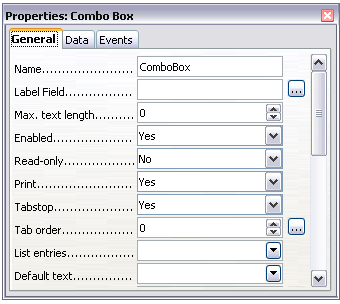 Properties: Combo Box
General Data Events
Name..................... ComboBox
Label Field................ ...
Max. text length.......... 0
Enabled................... Yes
Read-only................. No
Print...................... Yes
Tabstop................... Yes
Tab order................. 0 ...
List entries................
Default text...............